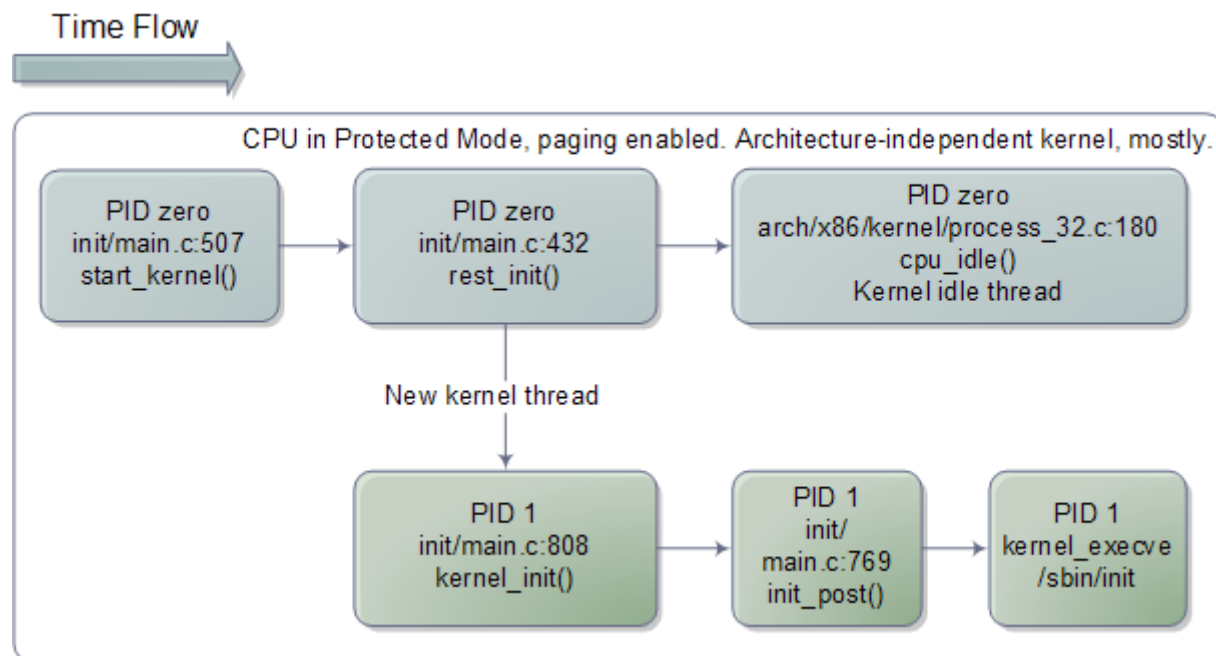 Time Flow
CPU in Protected Mode, paging enabled. Architecture-independent kernel, mostly.
PID zero
init/main.c:507
start_kernel()
PID zero
init/main.c:432
rest_init()
PID zero
arch/x86/kernel/process_32.c:180
cpu_idle()
Kernel idle thread
New kernel thread
PID 1
init/main.c:808
kernel_init()
PID 1
init/
main.c:769
init_post()
PID 1
kernel_execve
/sbin/init